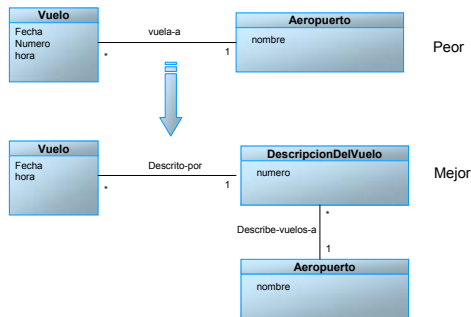 Vuelo
Fecha
Numero
hora
vuela-a
*
1
Aeropuerto
nombre
Peor
Vuelo
Fecha
hora
Descrito-por
*
1
DescripcionDelVuelo
numero
Mejor
*
Describe-vuelos-a
1
Aeropuerto
nombre